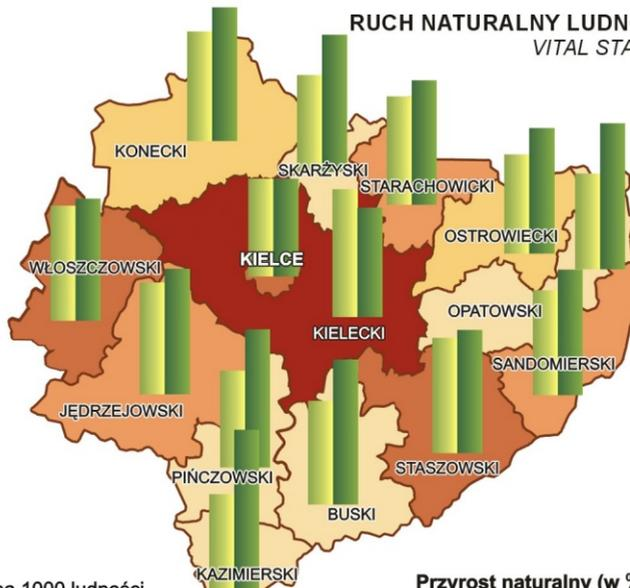 RUCH NATURALNY LUDN
VITAL STA
KONECKI
SKARŻYSKI
STARACHOWICKI
OSTROWIECKI
KIELCE
WŁOSZCZOWSKI
OPATOWSKI
KIELECKI
SANDOMIERSKI
JĘDRZEJOWSKI
STASZOWSKI
PIŃCZOWSKI
BUSKI
KAZIMIERSKI
na 1000 ludności
Przyrost naturalny (w %